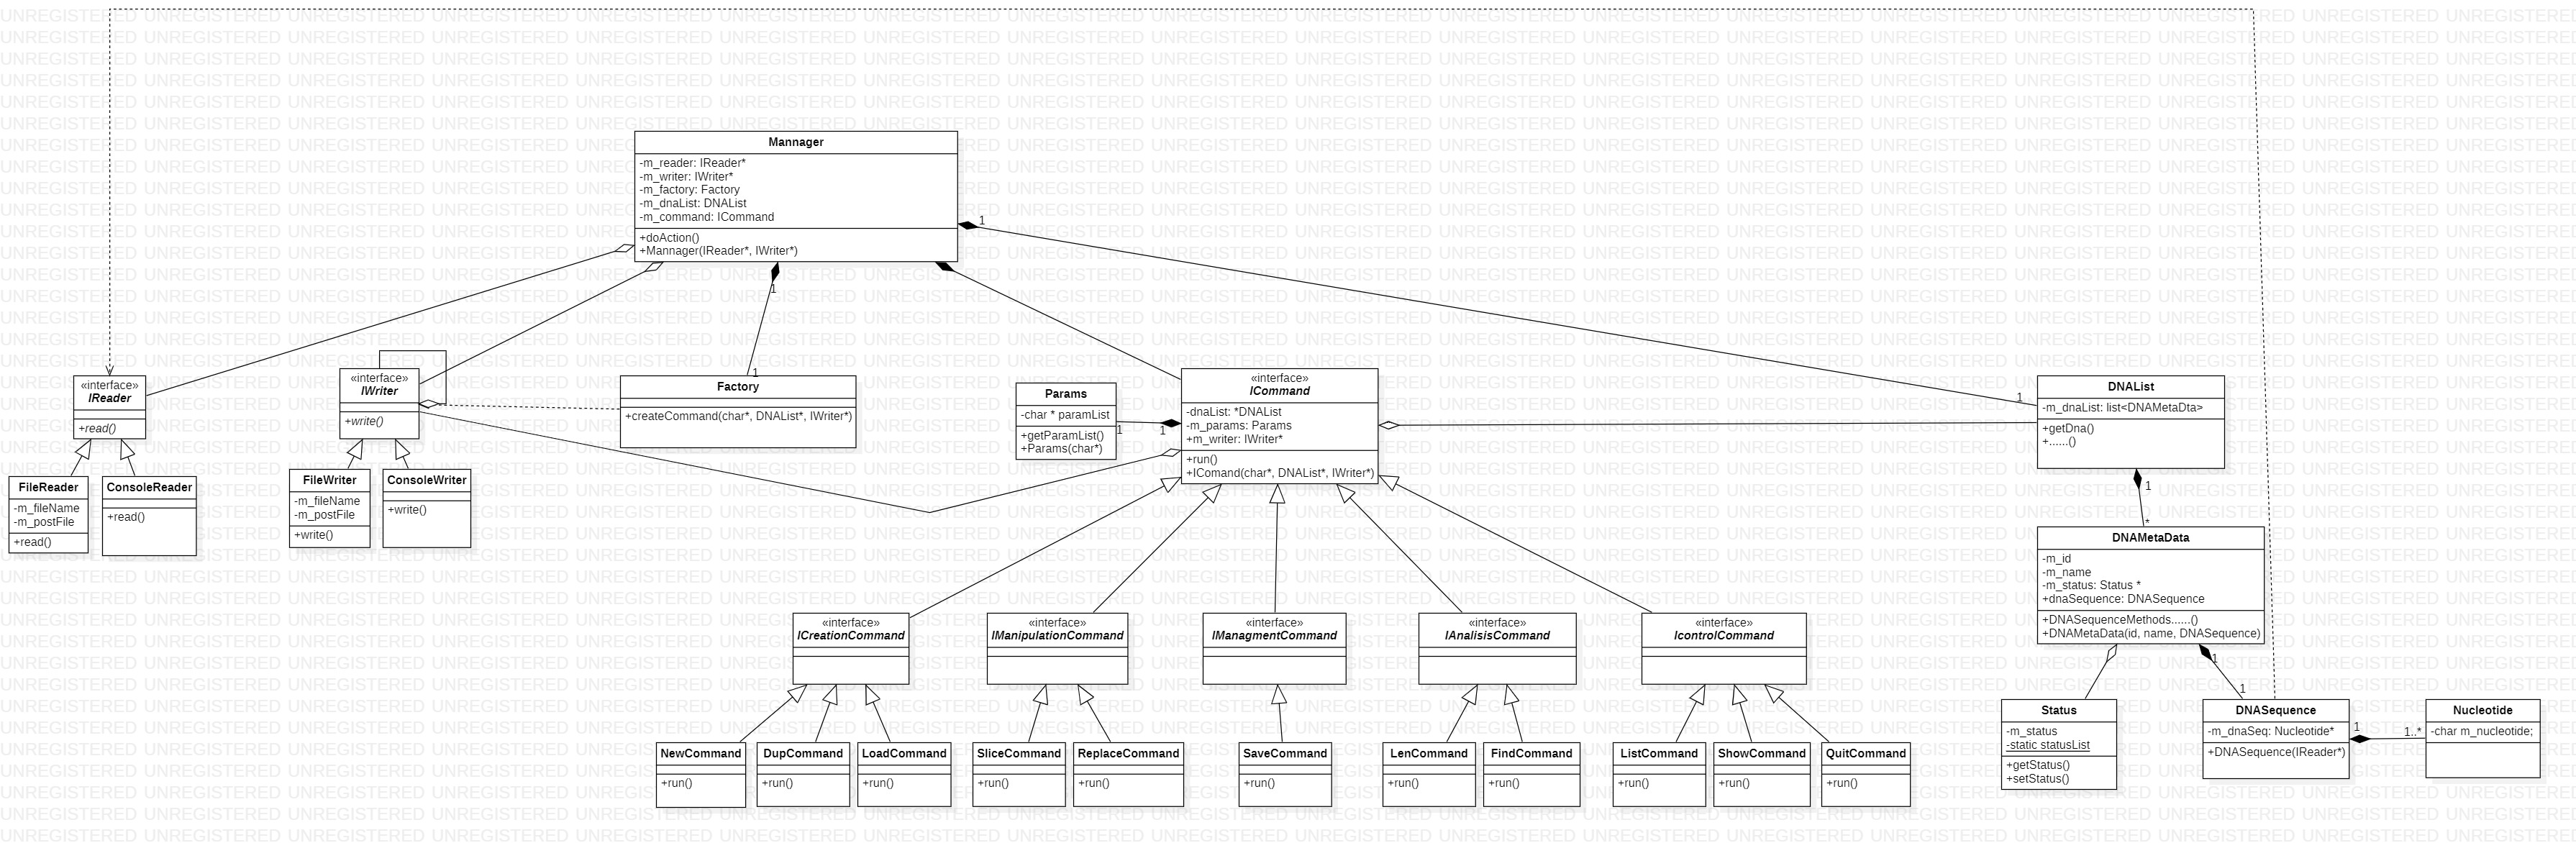 Mannager
-m_reader: IReader*
-m_writer: IWriter*
-m_factory: Factory
-m_dnaList: DNAList
-m_command: ICommand
+doAction()
+Mannager(IReader*, IWriter*)
1
1
1
1
1
«interface»
IReader
+read()
«interface»
IWriter
+write()
Factory
+createCommand(char*, DNAList*, IWriter*)
Params
-char * paramList
+getParamList()
+Params(char*)
1
1
«interface»
ICommand
-dnaList: *DNAList
-m_params: Params
+m_writer: IWriter*
+run()
+IComand(char*, DNAList*, IWriter*)
DNAList
-m_dnaList: list<DNAMetaDta>
+getDna()
+......()
1
*
FileReader
-m_fileName
-m_postFile
+read()
ConsoleReader
+read()
FileWriter
-m_fileName
-m_postFile
+write()
ConsoleWriter
+write()
DNAMetaData
-m_id
-m_name
-m_status: Status *
+dnaSequence: DNASequence
+DNASequenceMethods......()
+DNAMetaData(id, name, DNASequence)
1
1
«interface»
ICreationCommand
«interface»
IManipulationCommand
«interface»
IManagmentCommand
«interface»
IAnalisisCommand
«interface»
IcontrolCommand
NewCommand
+run()
DupCommand
+run()
LoadCommand
+run()
SliceCommand
+run()
ReplaceCommand
+run()
SaveCommand
+run()
LenCommand
+run()
FindCommand
+run()
ListCommand
+run()
ShowCommand
+run()
QuitCommand
+run()
Status
-m_status
-static statusList
+getStatus()
+setStatus()
DNASequence
-m_dnaSeq: Nucleotide*
+DNASequence(IReader*)
1
1..*
Nucleotide
-char m_nucleotide;